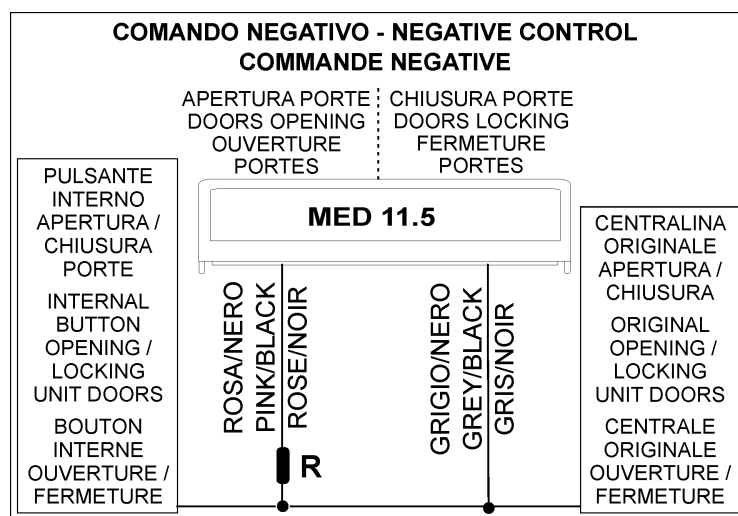 COMANDO NEGATIVO - NEGATIVE CONTROL
COMMANDE NEGATIVE
APERTURA PORTE
DOORS OPENING
OUVERTURE
PORTES
CHIUSURA PORTE
DOORS LOCKING
FERMETURE
PORTES
PULSANTE
INTERNO
APERTURA /
CHIUSURA
PORTE
INTERNAL
BUTTON
OPENING /
LOCKING
UNIT DOORS
BOUTON
INTERNE
OUVERTURE /
FERMETURE
MED 11.5
ROSA/NERO
PINK/BLACK
ROSE/NOIR
R
GRIGIO/NERO
GREY/BLACK
GRIS/NOIR
CENTRALINA
ORIGINALE
APERTURA /
CHIUSURA
ORIGINAL
OPENING /
LOCKING
UNIT DOORS
CENTRALE
ORIGINALE
OUVERTURE /
FERMETURE